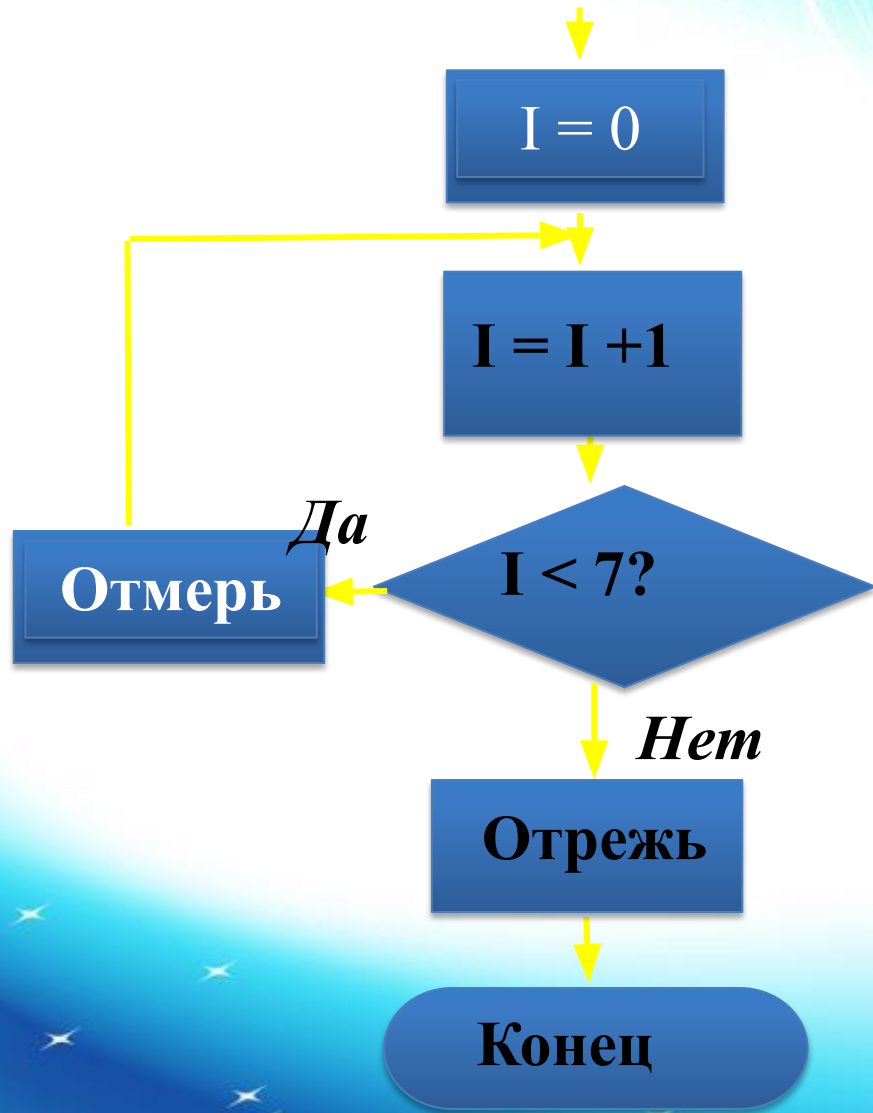 I = 0
I = I +1
Да
I < 7?
Отмерь
Нет
Отрежь
Конец